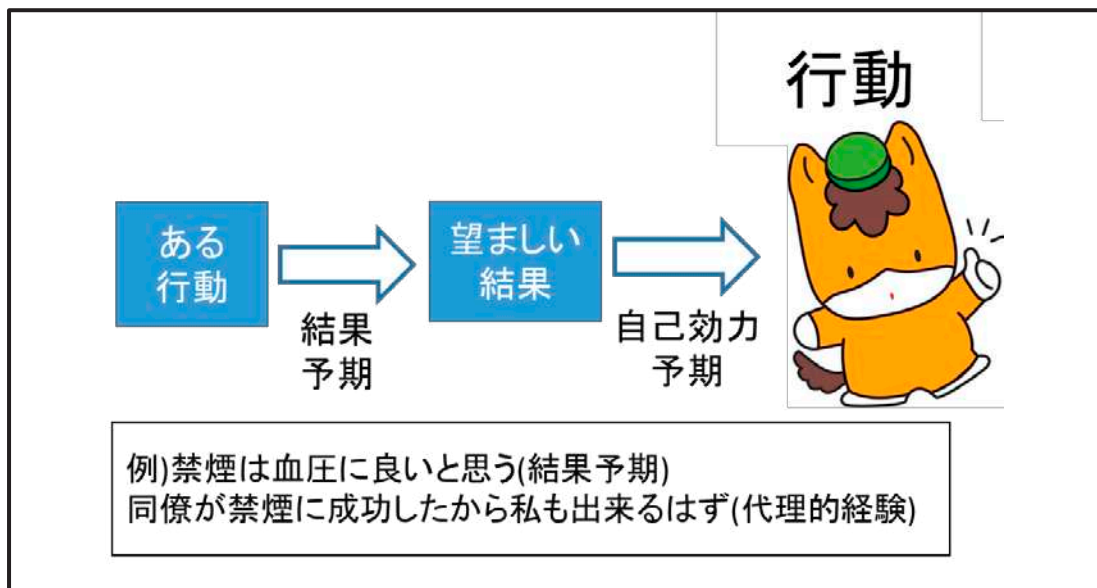 行動
ある
行動
結果
予期
望ましい
結果
自己効力
予期
例)禁煙は血圧に良いと思う(結果予期)
同僚が禁煙に成功したから私も出来るはず(代理的経験)